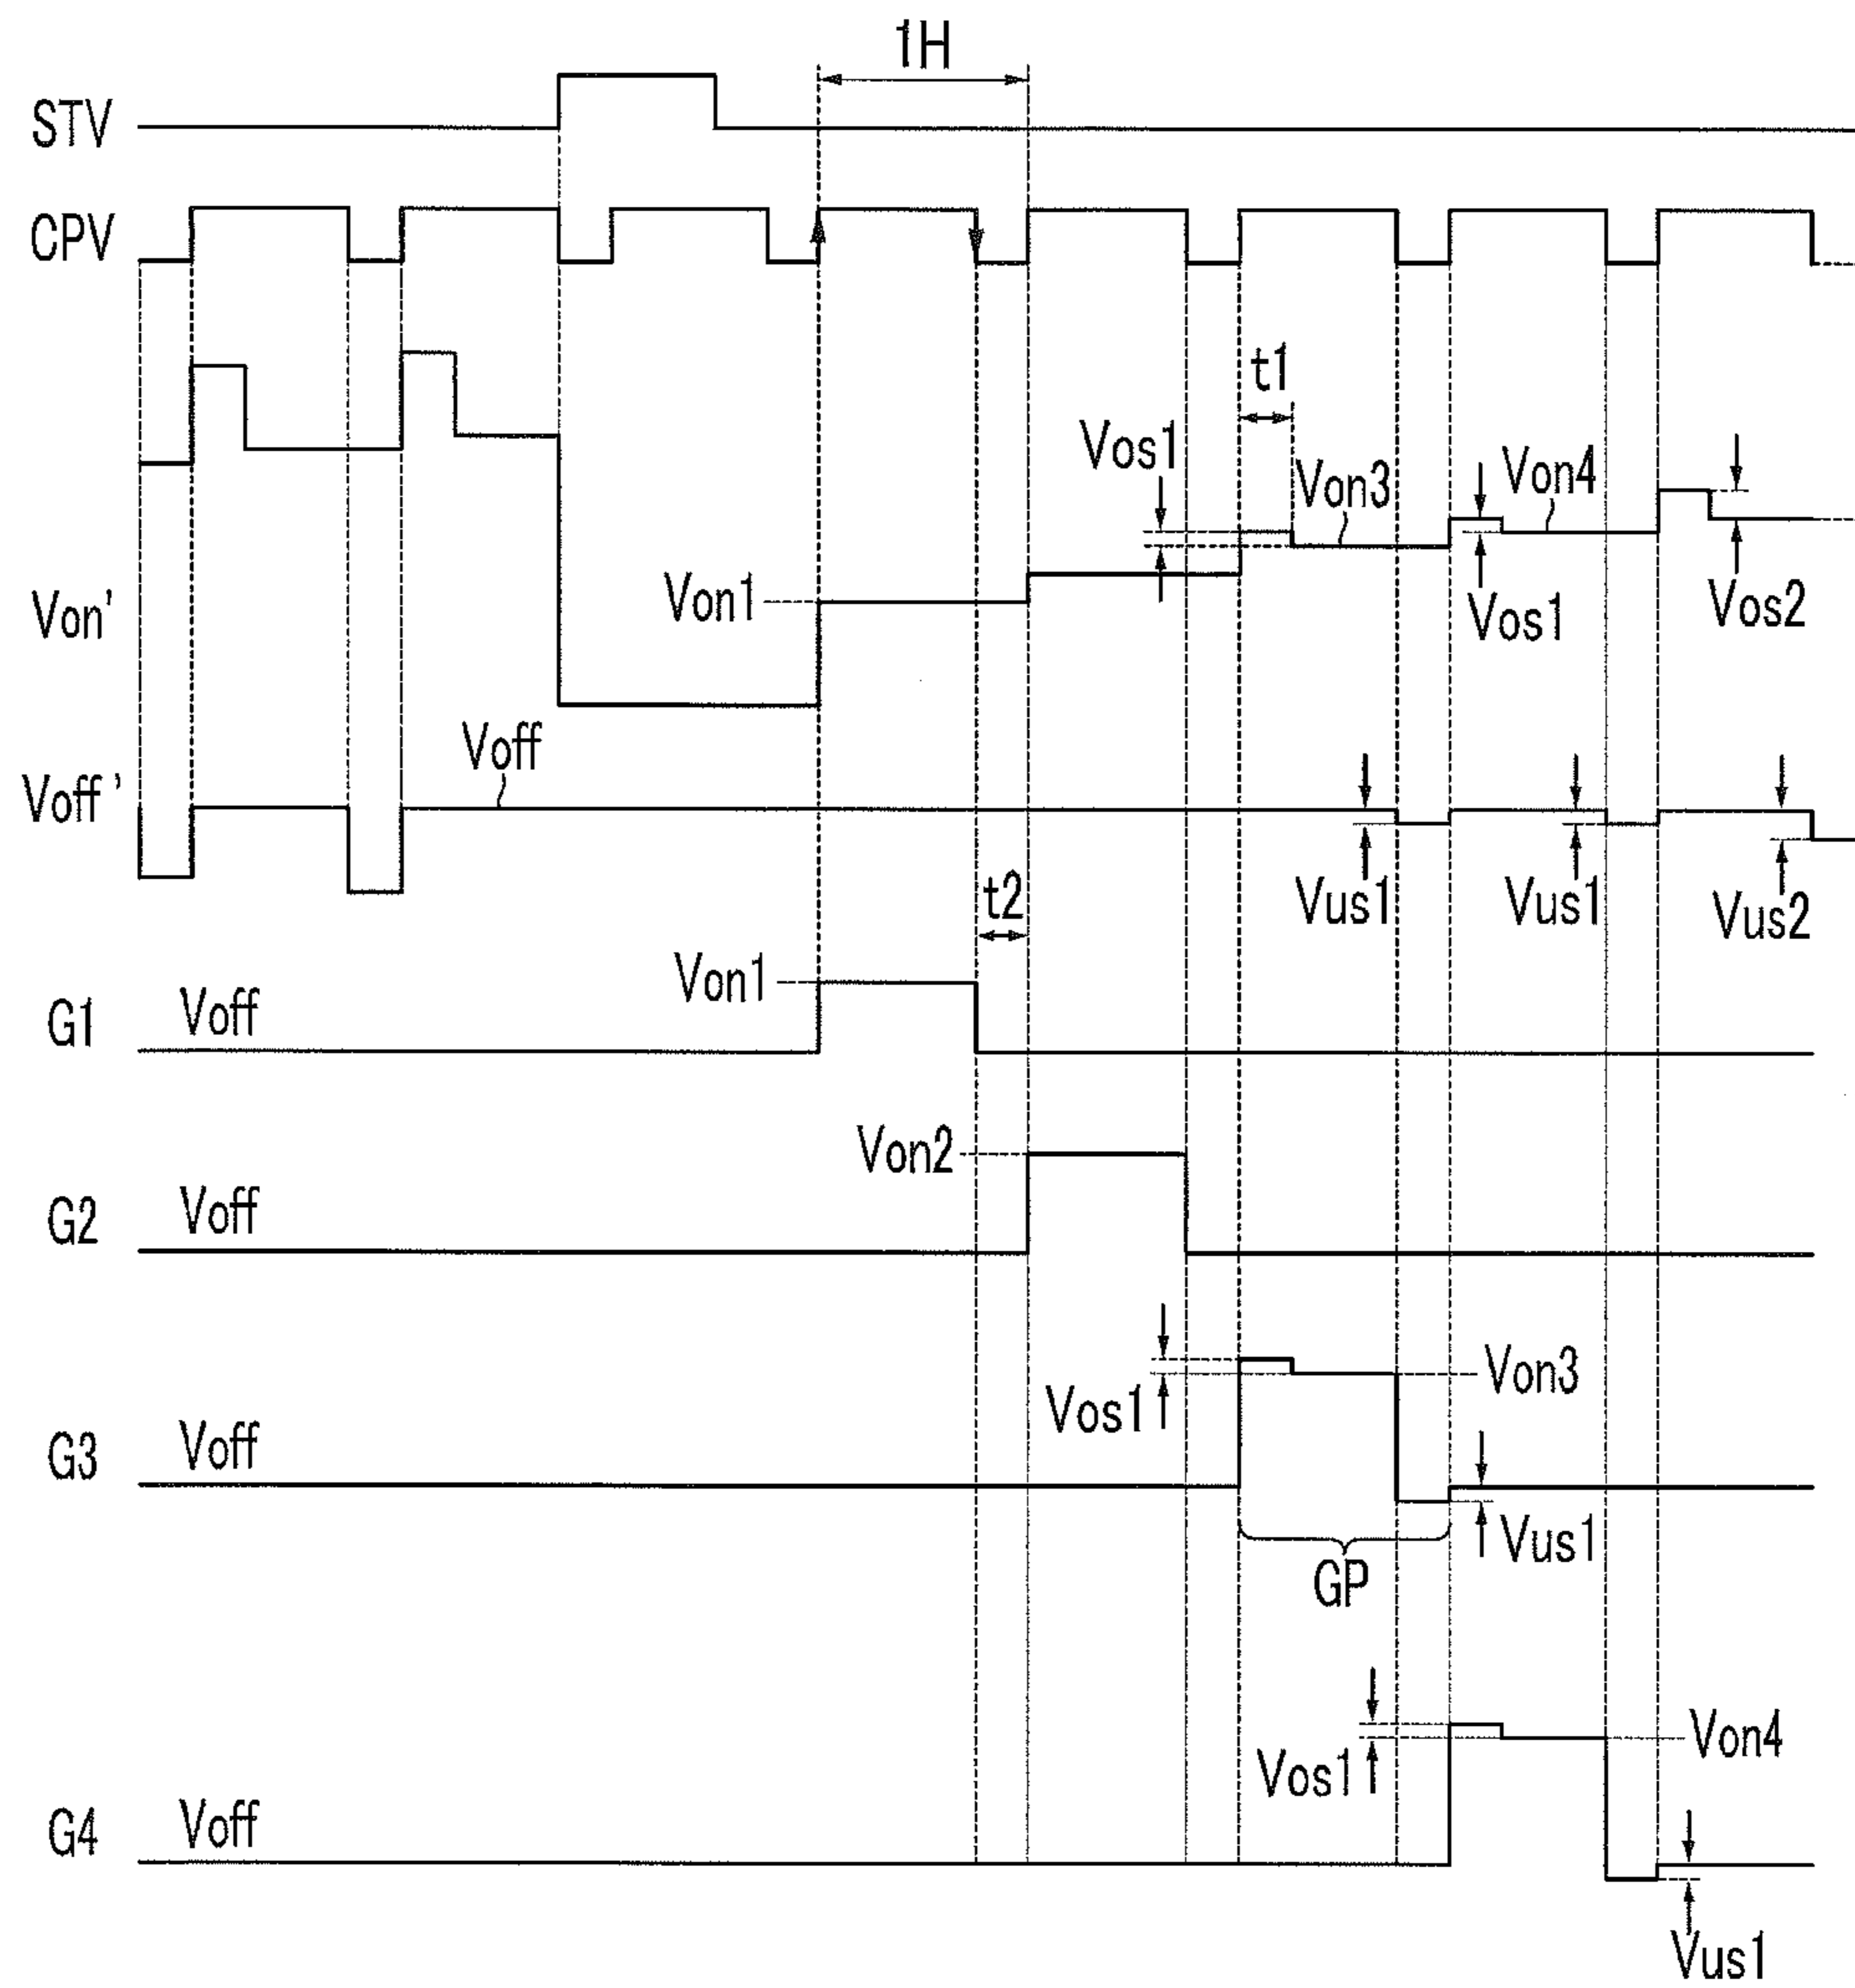 1H
STV
CPV
t1
Vos1
Von3
Von4
Von'
Von1
Vos1
Vos2
Voff
Voff'
t2
Vus1
Vus1
Vus2
G1
Voff
Von1
G2
Voff
Von2
G3
Voff
Vos1
Von3
Vus1
GP
G4
Voff
Vos1
Von4
Vus1